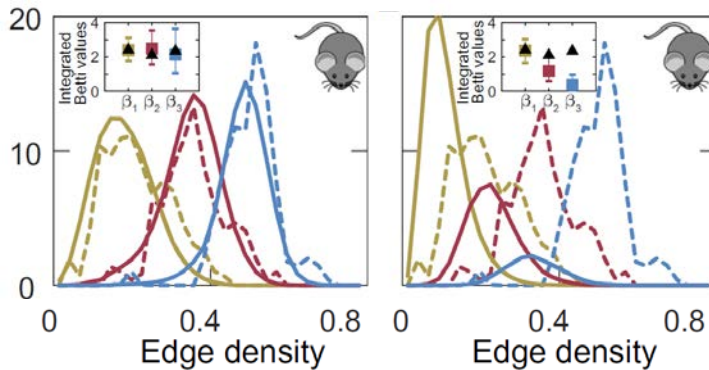 20
10
0
4
2
0
Integrated
Betti values
β1 β2 β3
0 0.4 0.8
Edge density
4
2
0
Integrated
Betti values
β1 β2 β3
0 0.4 0.8
Edge density